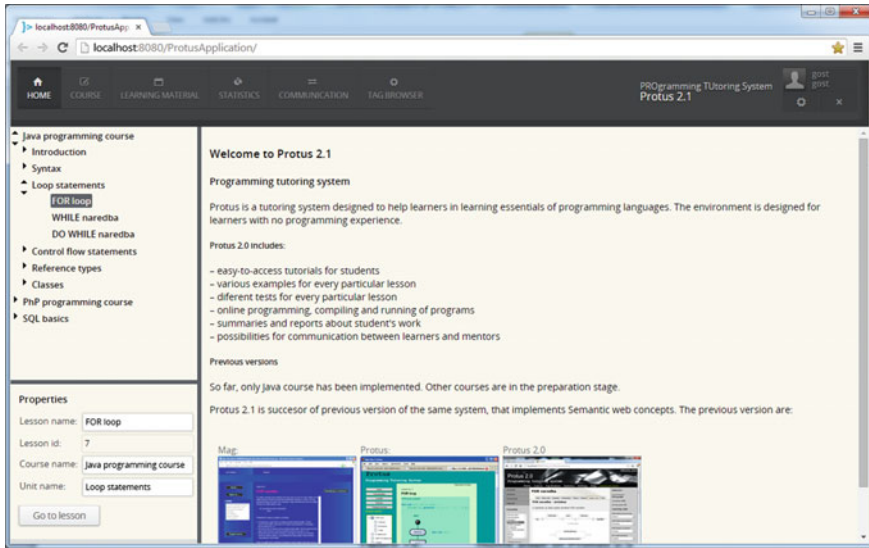 localhost:8080/ProtusApp
localhost:8080/ProtusApplication/
HOME
COURSE
LEARNING MATERIAL
STATISTICS
COMMUNICATION
TAG BROWSER
PROgramming TUtoring System
Protus 2.1
gost
gost
Java programming course
Introduction
Syntax
Loop statements
FOR loop
WHILE naredba
DO WHILE naredba
Control flow statements
Reference types
Classes
PhP programming course
SQL basics
Properties
Lesson name: FOR loop
Lesson id: 7
Course name: Java programming course
Unit name: Loop statements
Go to lesson
Welcome to Protus 2.1
Programming tutoring system
Protus is a tutoring system designed to help learners in learning essentials of programming languages. The environment is designed for
learners with no programming experience.
Protus 2.0 includes:
– easy-to-access tutorials for students
– various examples for every particular lesson
– diferent tests for every particular lesson
– online programming, compiling and running of programs
– summaries and reports about student's work
– possibilities for communication between learners and mentors
Previous versions
So far, only Java course has been implemented. Other courses are in the preparation stage.
Protus 2.1 is succesor of previous version of the same system, that implements Semantic web concepts. The previous version are:
Mag:
Protus:
Protus 2.0